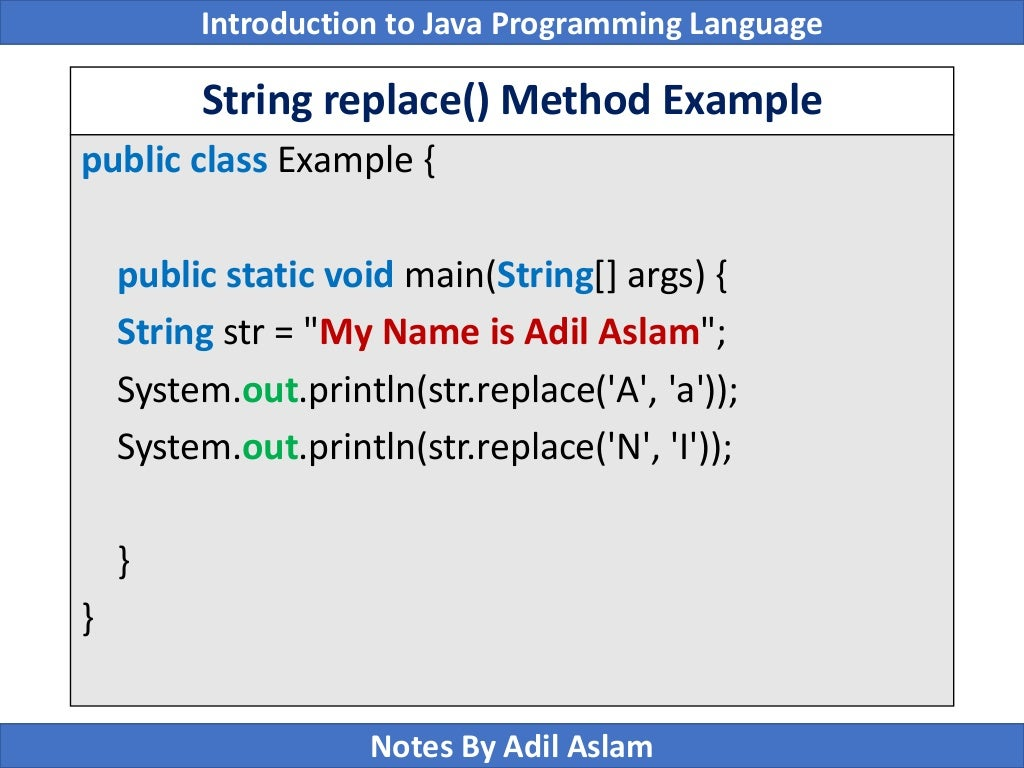 Introduction to Java Programming Language
String replace() Method Example
public class Example {
public static void main(String[] args) {
String str = "My Name is Adil Aslam";
System.out.println(str.replace('A', 'a'));
System.out.println(str.replace('N', 'I'));
}
}
Notes By Adil Aslam